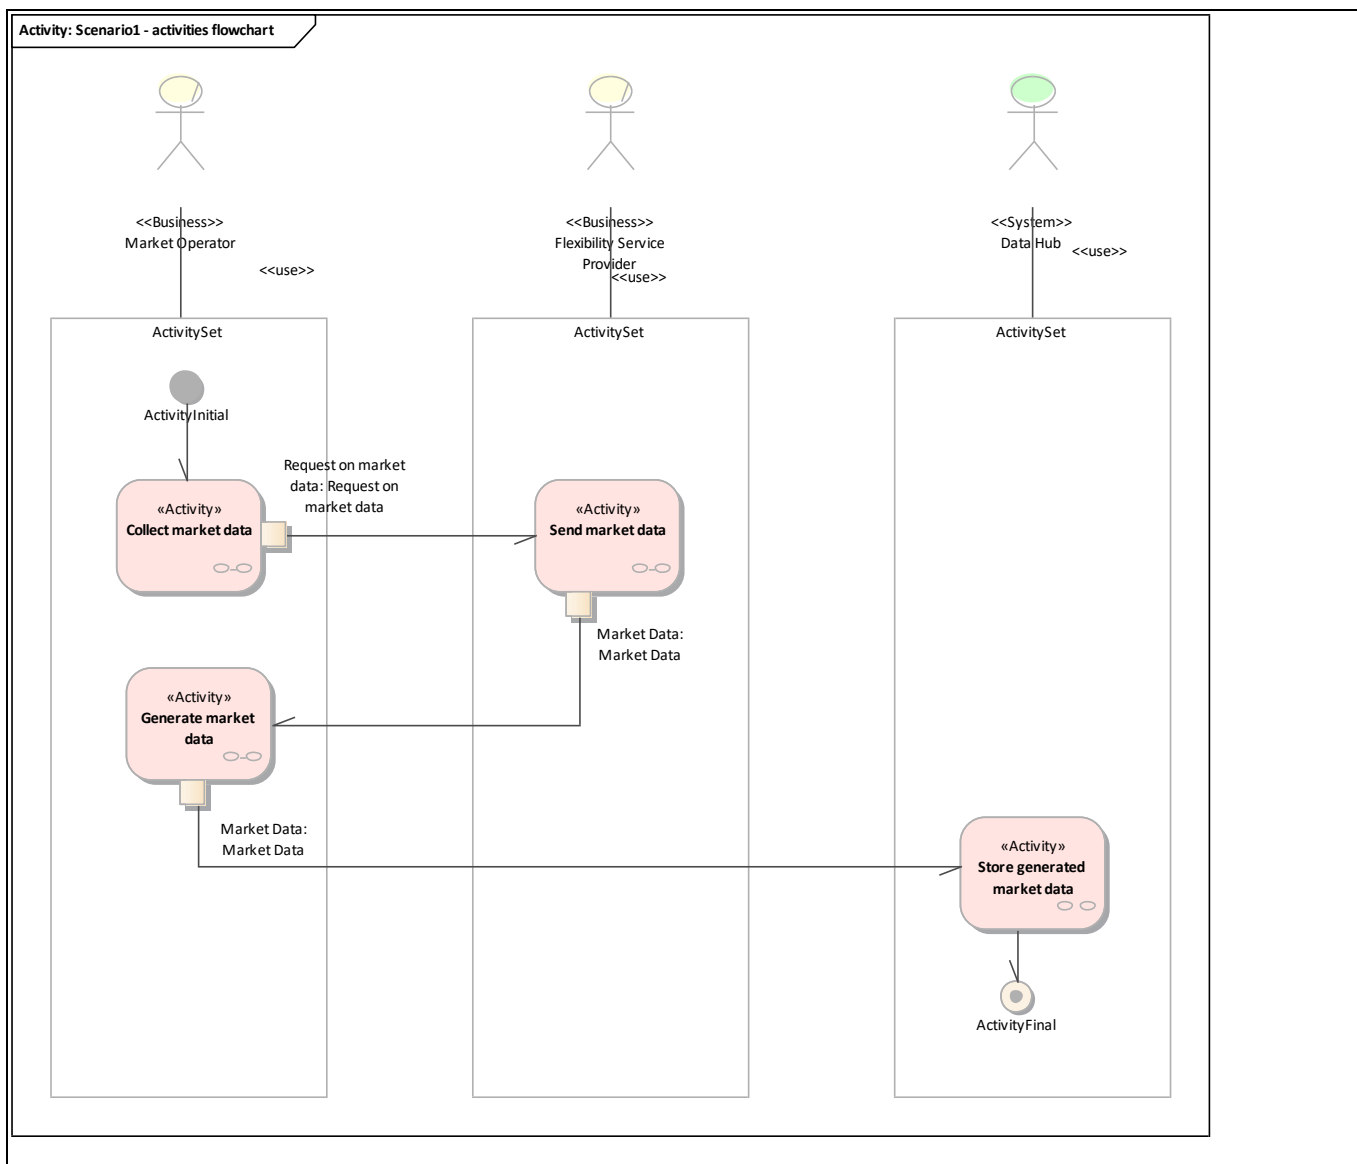 Activity: Scenario1 - activities flowchart
<<Business>>
Market Operator
<<use>>
<<Business>>
Flexibility Service
Provider
<<use>>
<<System>>
Data Hub
<<use>>
ActivitySet
ActivitySet
ActivitySet
ActivityInitial
Request on market
data: Request on
market data
«Activity»
Collect market data
«Activity»
Send market data
Market Data:
Market Data
«Activity»
Generate market
data
Market Data:
Market Data
«Activity»
Store generated
market data
ActivityFinal